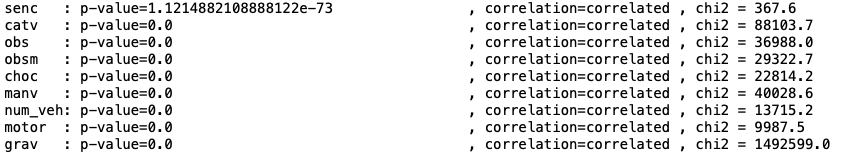 senc : p-value=1.1214882108888122e-73 , correlation=correlated , chi2 = 367.6
catv : p-value=0.0 , correlation=correlated , chi2 = 88103.7
obs : p-value=0.0 , correlation=correlated , chi2 = 36988.0
obsm : p-value=0.0 , correlation=correlated , chi2 = 29322.7
choc : p-value=0.0 , correlation=correlated , chi2 = 22814.2
manv : p-value=0.0 , correlation=correlated , chi2 = 40028.6
num_veh: p-value=0.0 , correlation=correlated , chi2 = 13715.2
motor : p-value=0.0 , correlation=correlated , chi2 = 9987.5
grav : p-value=0.0 , correlation=correlated , chi2 = 1492599.0